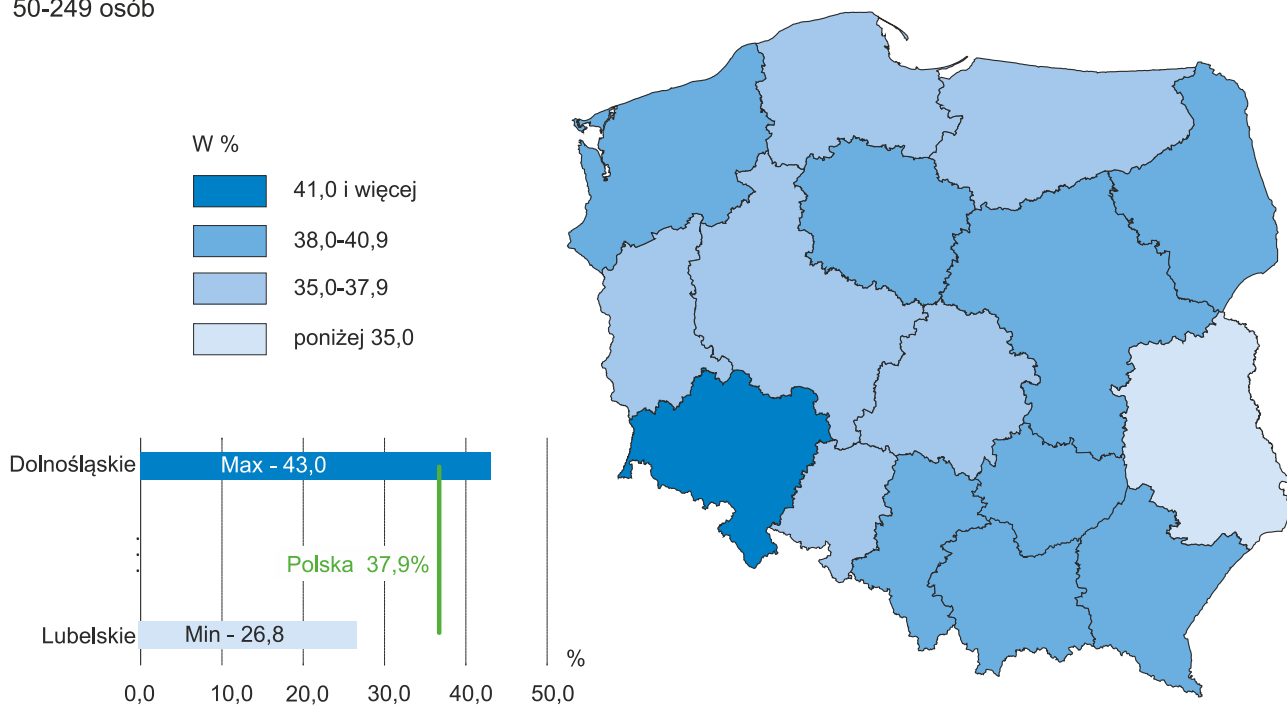 50-249 osób
W %
41,0 i więcej
38,0-40,9
35,0-37,9
poniżej 35,0
Dolnośląskie
Max - 43,0
Polska 37,9%
Lubelskie
Min - 26,8
%
0,0 10,0 20,0 30,0 40,0 50,0